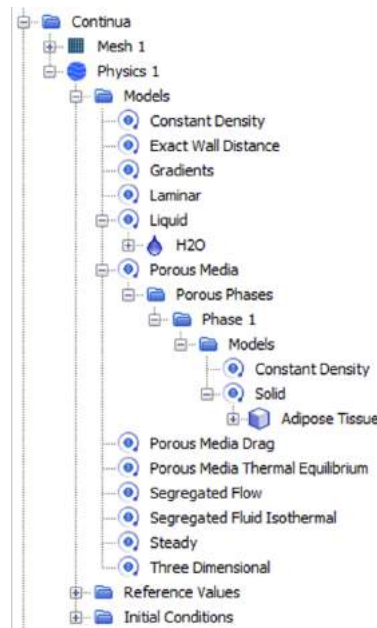 Continua
Mesh 1
Physics 1
Models
Constant Density
Exact Wall Distance
Gradients
Laminar
Liquid
H2O
Porous Media
Porous Phases
Phase 1
Models
Constant Density
Solid
Adipose Tissue
Porous Media Drag
Porous Media Thermal Equilibrium
Segregated Flow
Segregated Fluid Isothermal
Steady
Three Dimensional
Reference Values
Initial Conditions